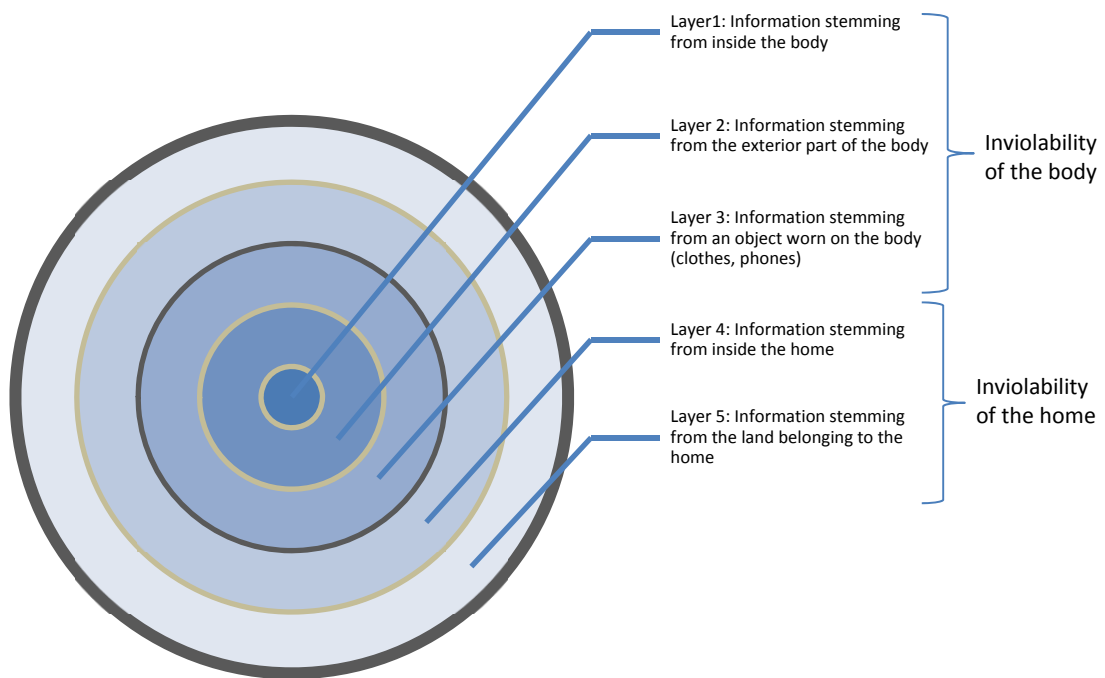 Layer1: Information stemming
from inside the body
Layer 2: Information stemming
from the exterior part of the body
Inviolability
of the body
Layer 3: Information stemming
from an object worn on the body
(clothes, phones)
Layer 4: Information stemming
from inside the home
Inviolability
of the home
Layer 5: Information stemming
from the land belonging to the
home